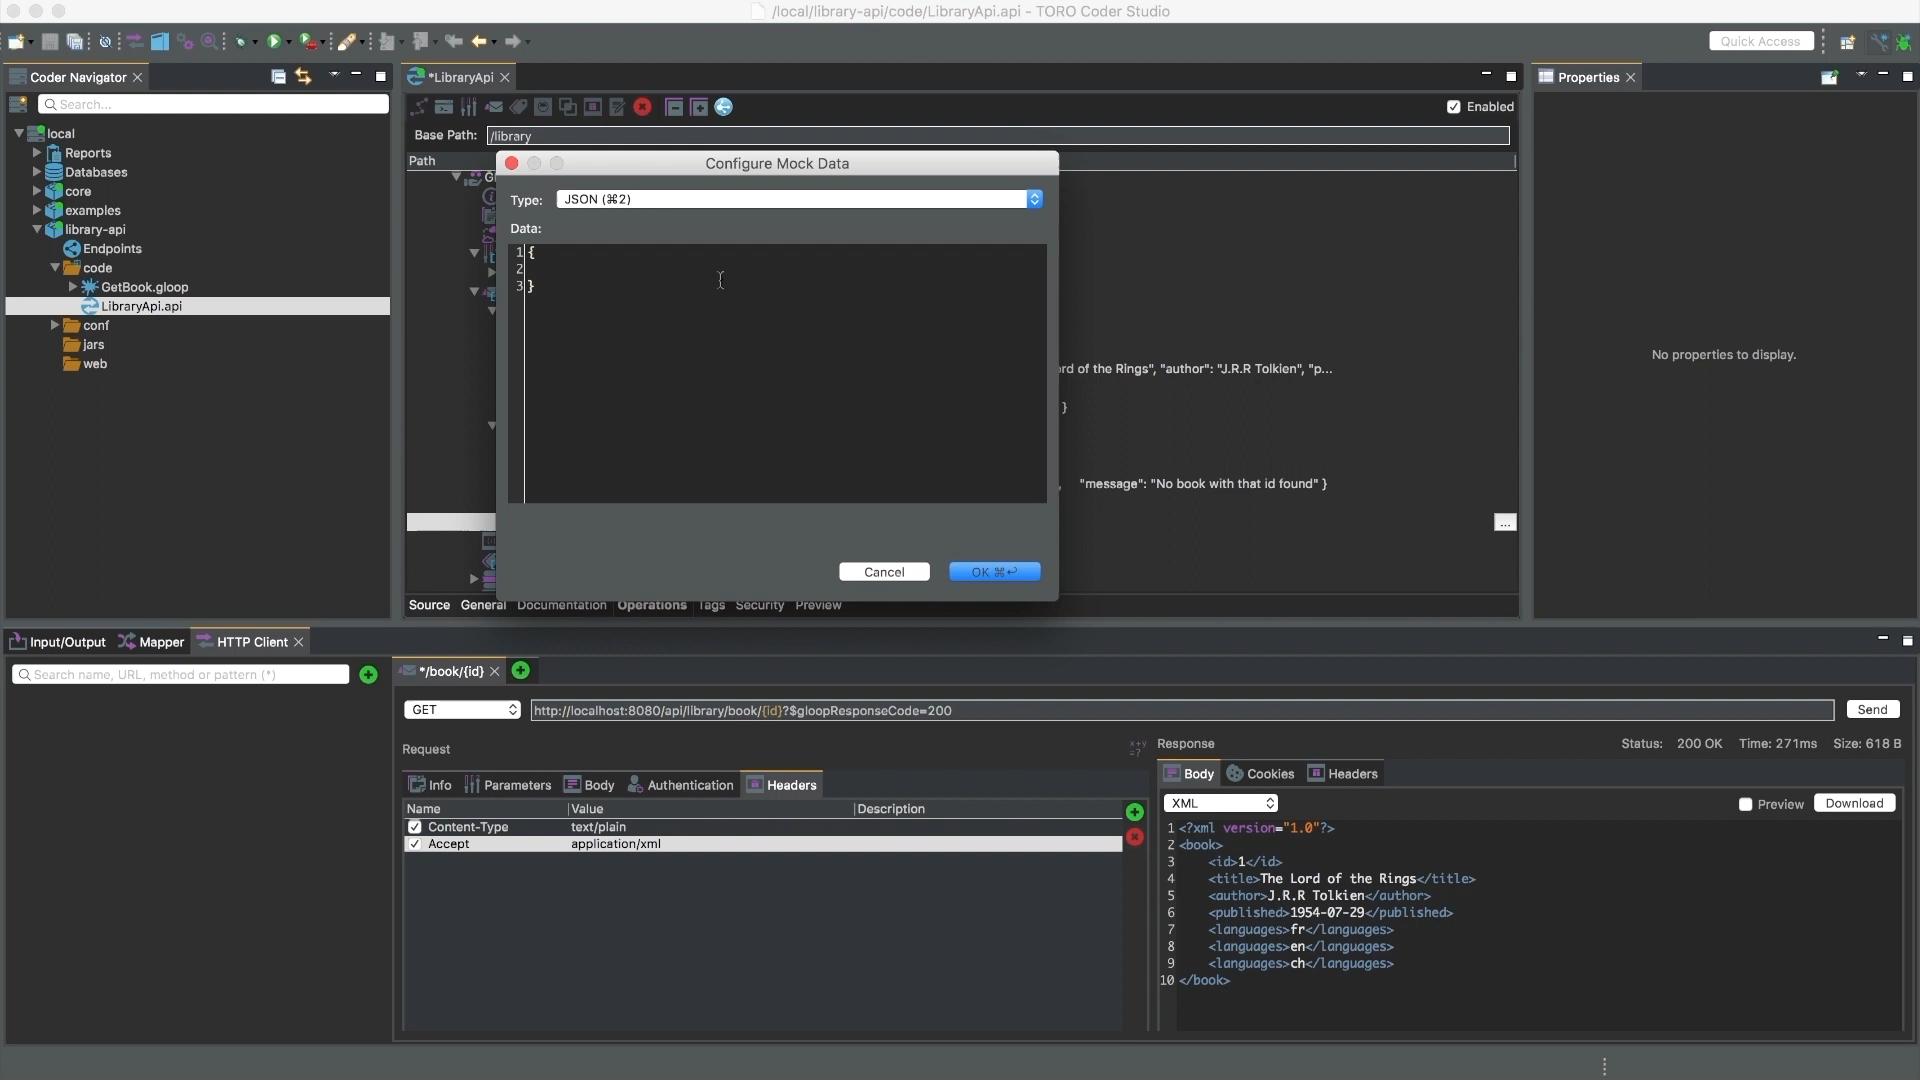 /local/library-api/code/LibraryApi.api - TORO Coder Studio
Quick Access
Coder Navigator
Search...
local
Reports
Databases
core
examples
library-api
Endpoints
code
GetBook.gloop
LibraryApi.api
conf
jars
web
*LibraryApi
Enabled
Base Path: /library
Path
Configure Mock Data
Type: JSON (⌘2)
Data:
1 {
2
3 }
rd of the Rings", "author": "J.R.R Tolkien", "p...
}
"message": "No book with that id found" }
...
Cancel
OK ⌘↩
Source General Documentation Operations Tags Security Preview
Properties
No properties to display.
Input/Output Mapper HTTP Client
Search name, URL, method or pattern (*)
*/book/{id}
GET http://localhost:8080/api/library/book/{id}?$gloopResponseCode=200 Send
Request
Info Parameters Body Authentication Headers
Name Value Description
Content-Type text/plain
Accept application/xml
Response Status: 200 OK Time: 271ms Size: 618 B
Body Cookies Headers
XML Preview Download
1 <?xml version="1.0"?>
2 <book>
3 <id>1</id>
4 <title>The Lord of the Rings</title>
5 <author>J.R.R Tolkien</author>
6 <published>1954-07-29</published>
7 <languages>fr</languages>
8 <languages>en</languages>
9 <languages>ch</languages>
10 </book>